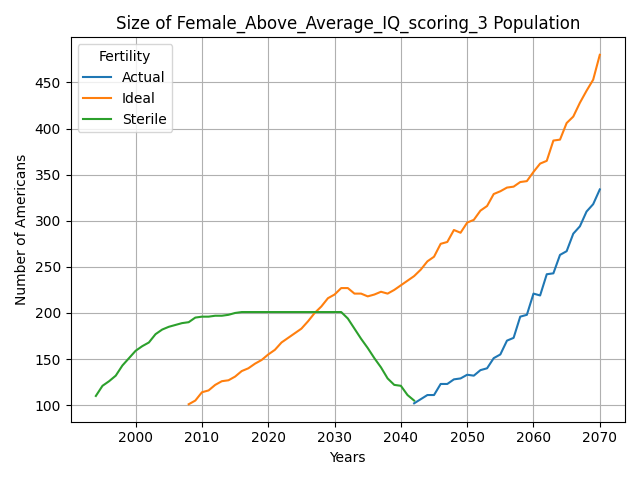 Size of Female_Above_Average_IQ_scoring_3 Population
Fertility
Actual
Ideal
Sterile
Number of Americans
450
400
350
300
250
200
150
100
2000 2010 2020 2030 2040 2050 2060 2070
Years